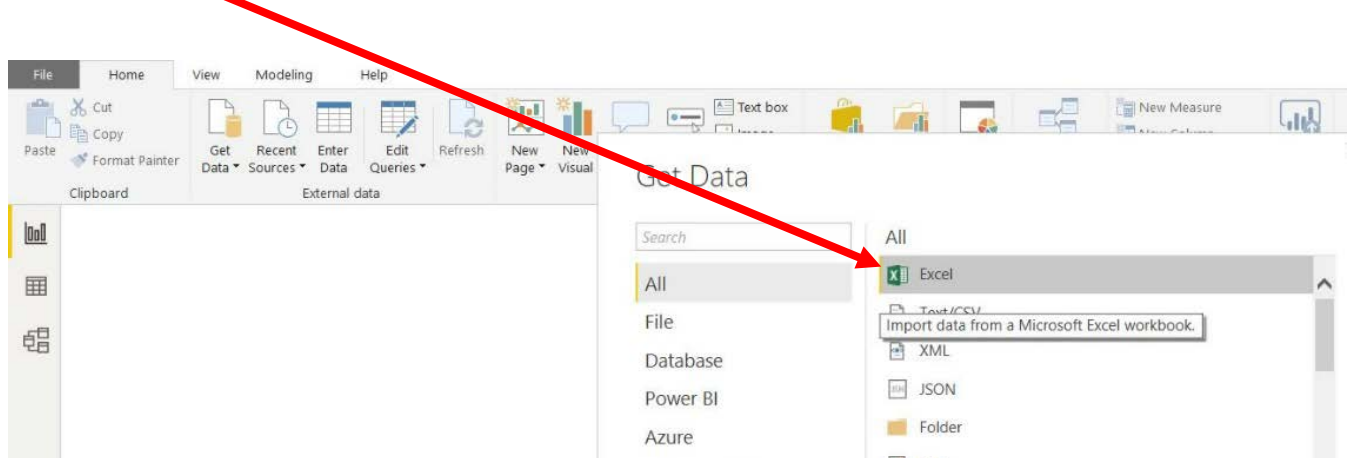 File Home View Modeling Help
Cut
Copy
Format Painter
Paste
Clipboard
Get Data
Recent Sources
Enter Data
Edit Queries
Refresh
External data
New Page
New Visual
Text box
New Measure
Get Data
Search
All
File
Database
Power BI
Azure
All
Excel
Text/CSV
Import data from a Microsoft Excel workbook.
XML
JSON
Folder